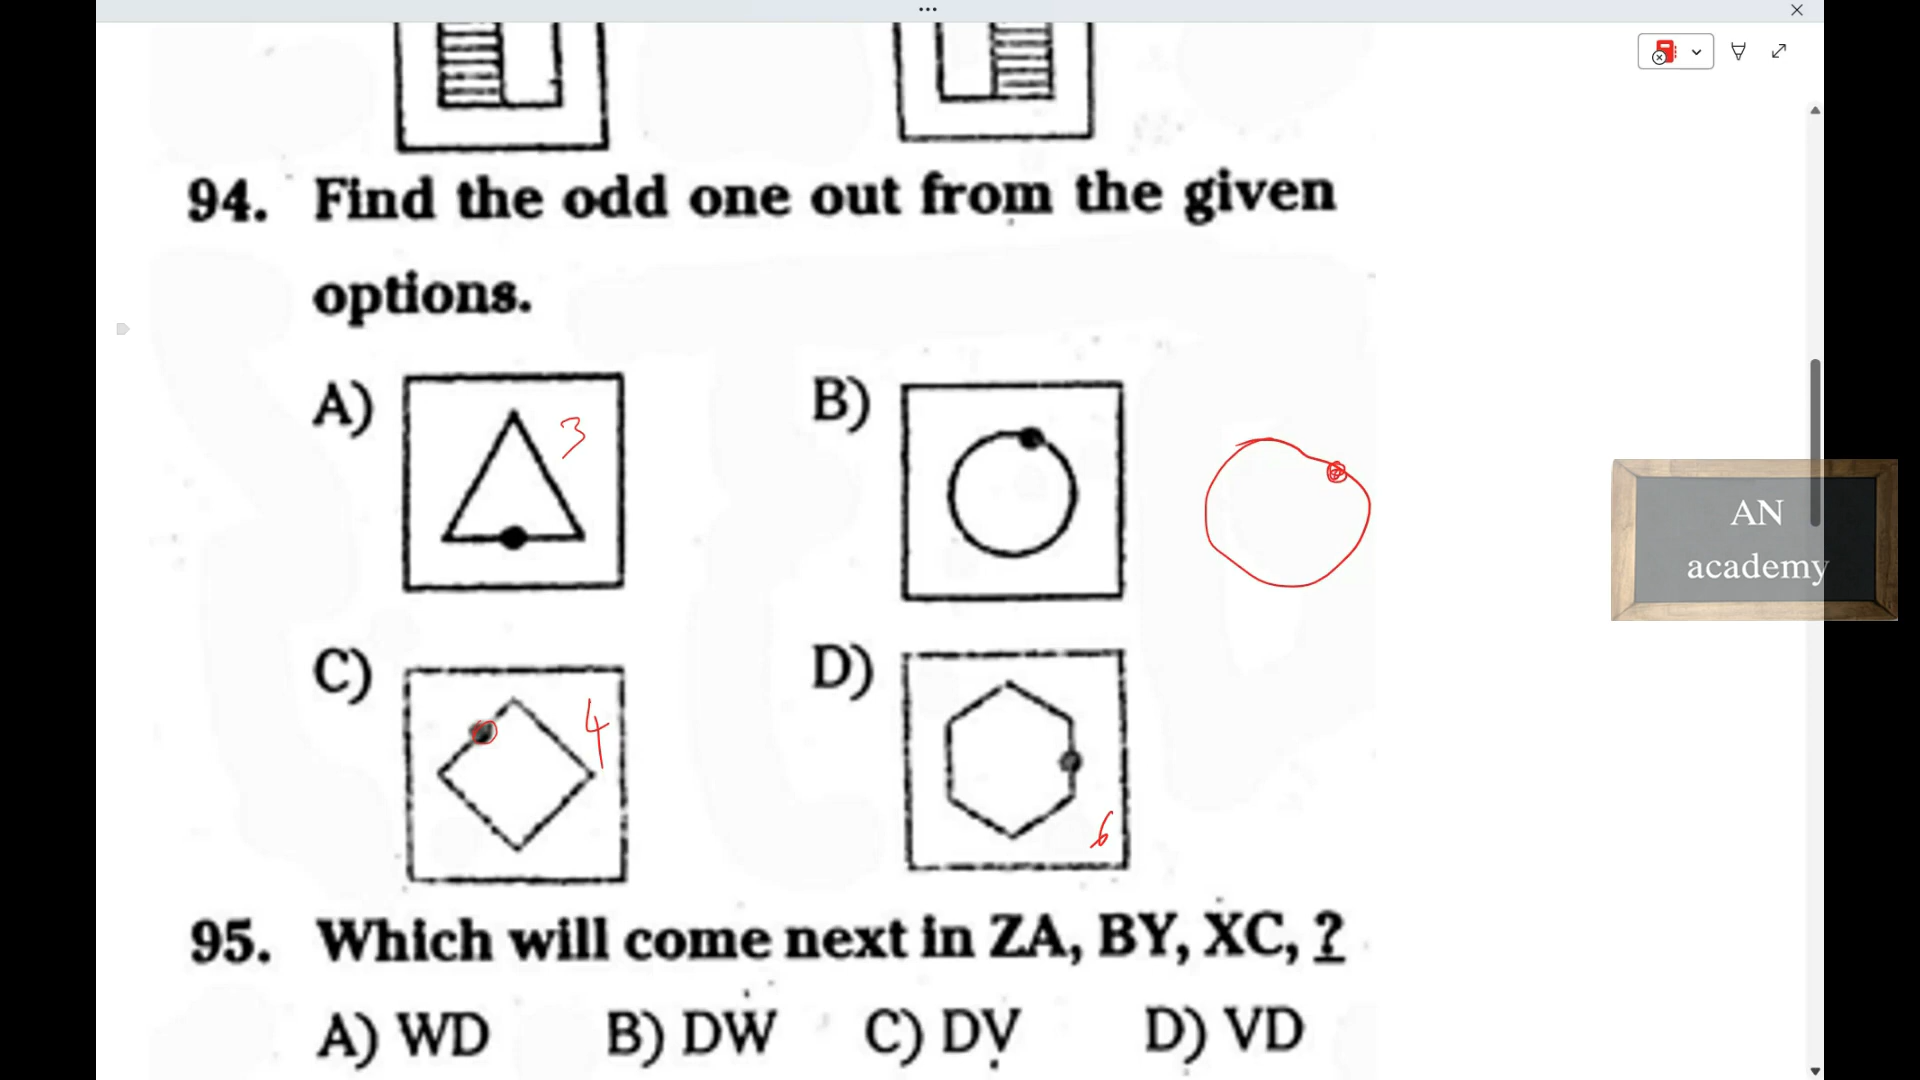 94. Find the odd one out from the given
options.
A)
3
B)
C)
4
D)
6
95. Which will come next in ZA, BY, XC, ?
A) WD B) DW C) DV D) VD
AN
academy